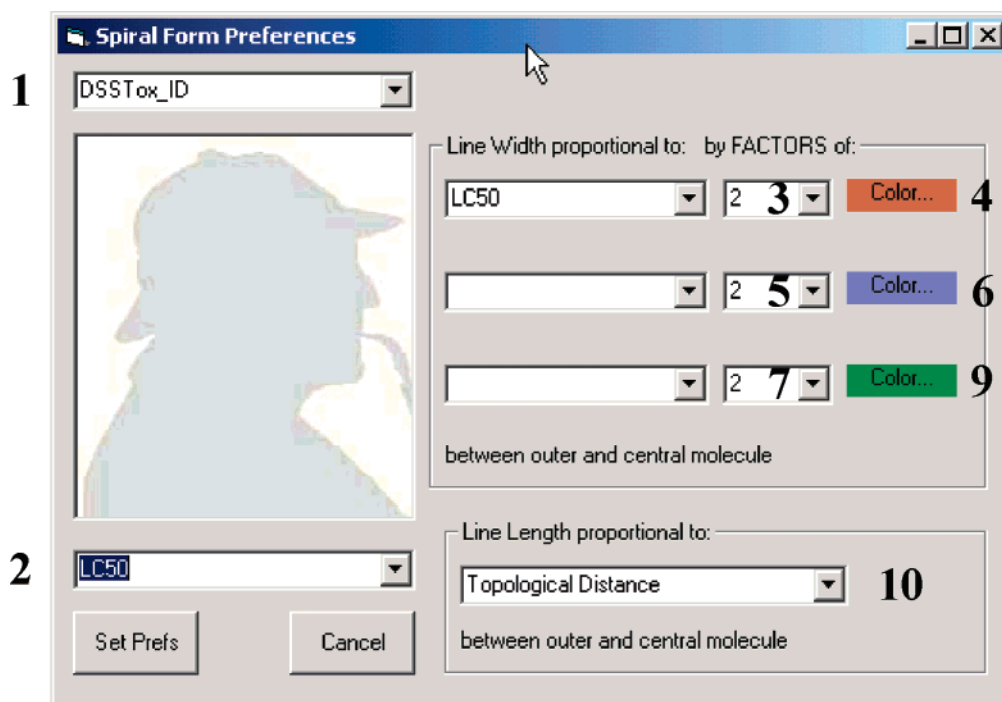 Spiral Form Preferences
1 DSSTox_ID
Line Width proportional to: by FACTORS of:
LC50 2 3 Color... 4
2 5 Color... 6
2 7 Color... 9
between outer and central molecule
2 LC50
Line Length proportional to:
Topological Distance 10
Set Prefs Cancel between outer and central molecule